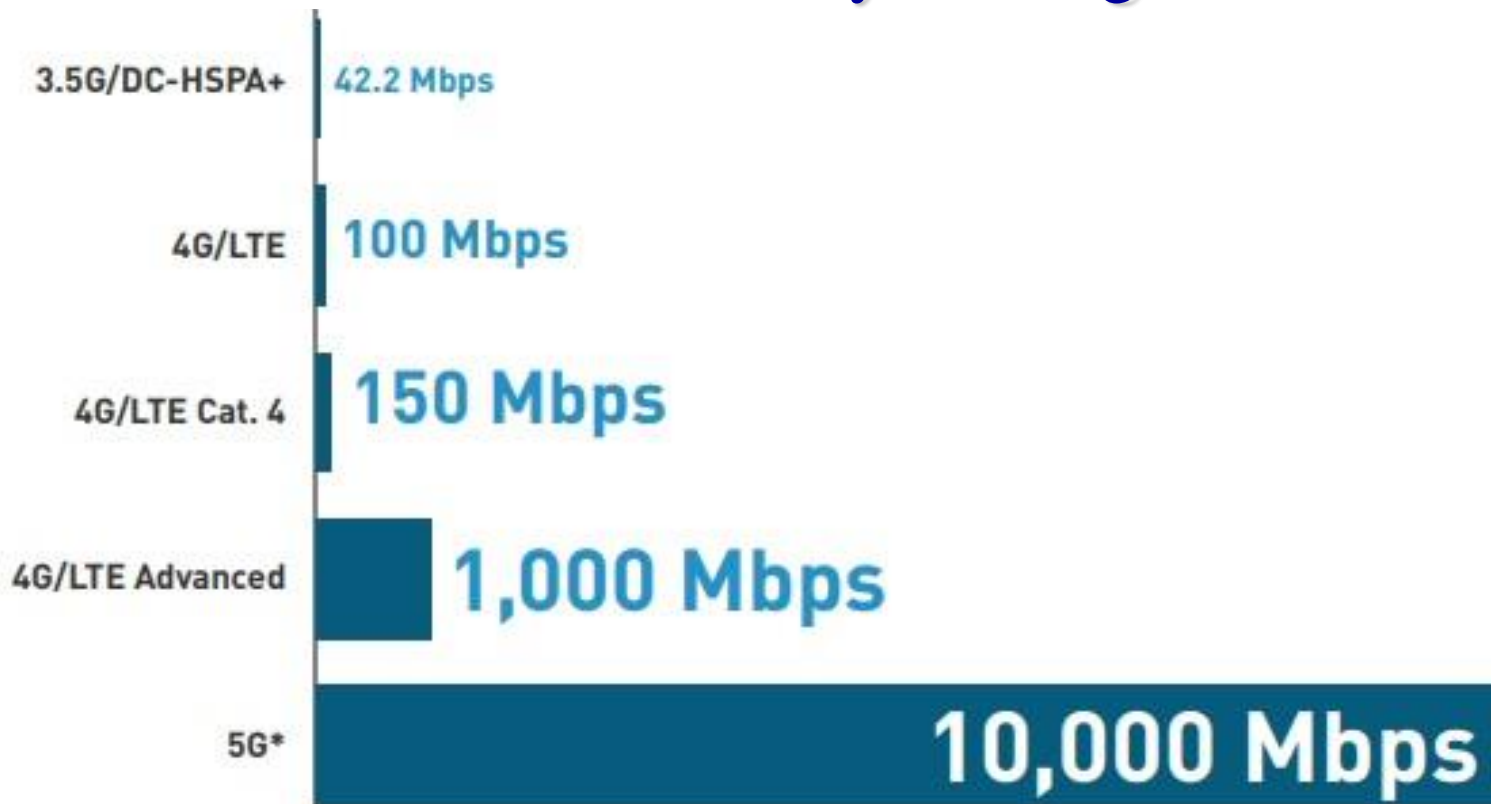 3.5G/DC-HSPA+ 42.2 Mbps
4G/LTE 100 Mbps
4G/LTE Cat. 4 150 Mbps
4G/LTE Advanced 1,000 Mbps
5G* 10,000 Mbps